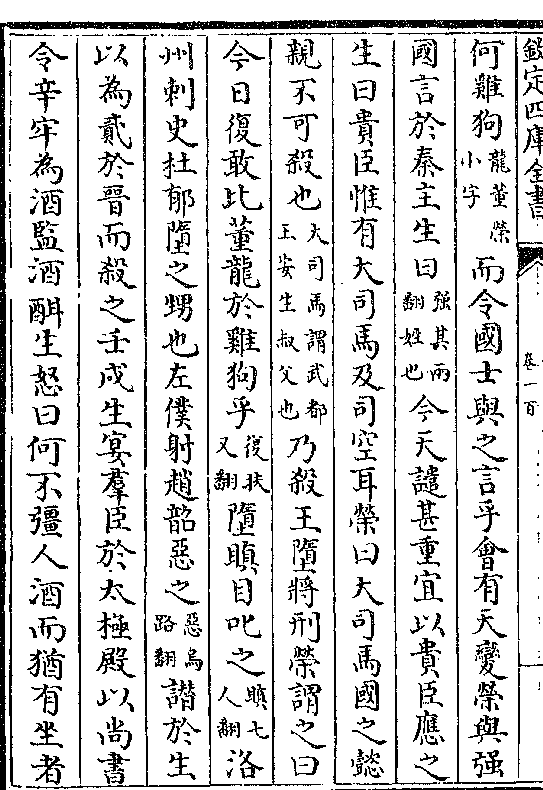 欽定四庫全書
卷一百
何雞狗龍董榮小字而令國士與之言乎會有天變榮與强
國言於秦主生曰强其兩翻姓也今天譴甚重宜以貴臣應之
生曰貴臣惟有大司馬及司空耳榮曰大司馬國之懿
親不可殺也大司馬謂武都王安生叔父也乃殺王墮將刑榮謂之曰
今日復敢比董龍於雞狗乎復扶又翻墮瞋目叱之瞋七人翻洛
州刺史杜郁墮之甥也左僕射趙韶惡之惡烏路翻譖於生
以為貳於晉而殺之壬戌生宴羣臣於太極殿以尚書
令辛牢為酒監酒酣生怒曰何不彊人酒而猶有坐者